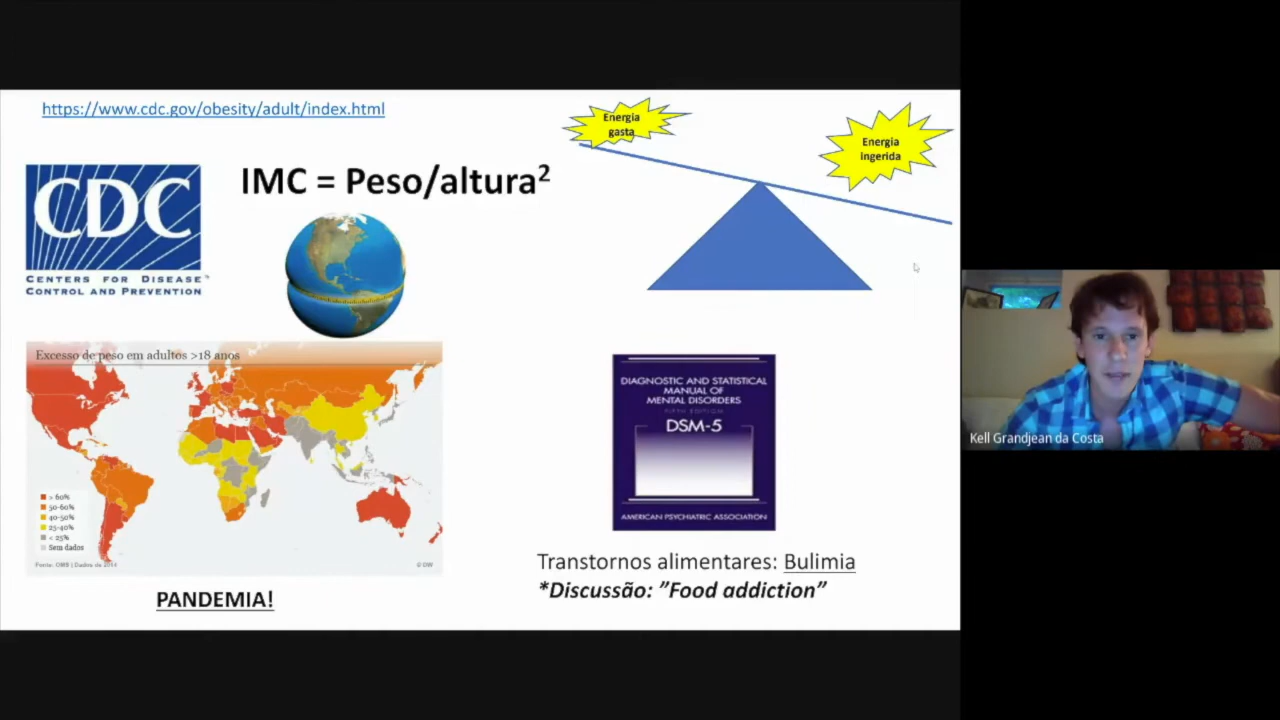 https://www.cdc.gov/obesity/adult/index.html
Energia
gasta
Energia
ingerida
IMC = Peso/altura²
CDC
CENTERS FOR DISEASE
CONTROL AND PREVENTION
Excesso de peso em adultos >18 anos
> 60%
50-60%
40-50%
25-40%
< 25%
Sem dados
Fonte: OMS | Dados de 2014
© DW
PANDEMIA!
DIAGNOSTIC AND STATISTICAL
MANUAL OF
MENTAL DISORDERS
FIFTH EDITION
DSM-5
AMERICAN PSYCHIATRIC ASSOCIATION
Transtornos alimentares: Bulimia
*Discussão: ”Food addiction”
Kell Grandjean da Costa